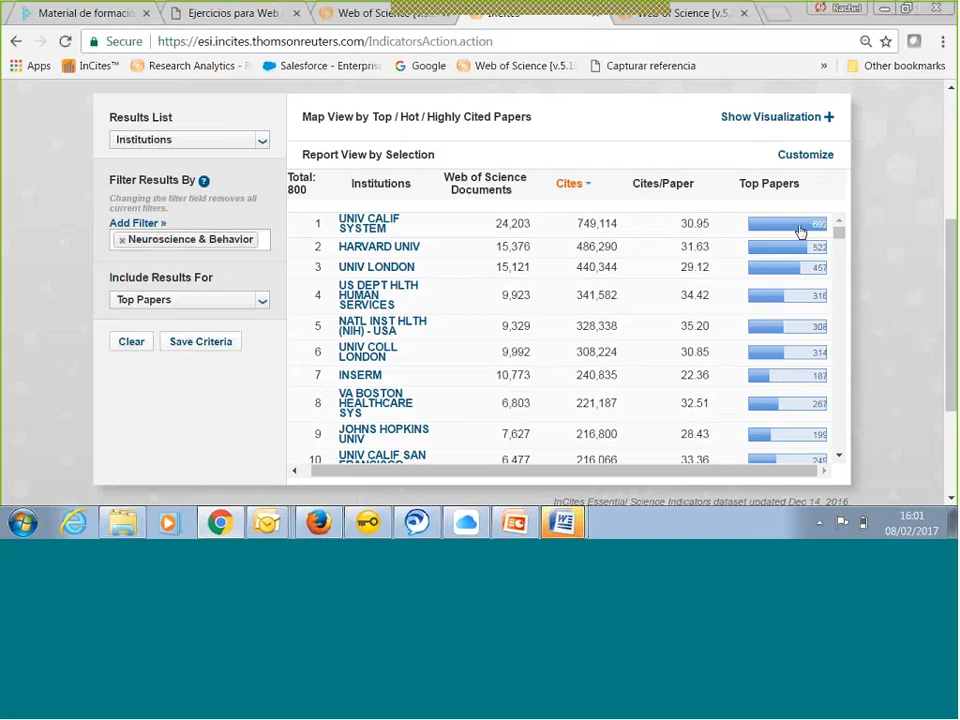 Material de formació
Ejercicios para Web
Web of Science [v.5.
Rachel
Secure
https://esi.incites.thomsonreuters.com/IndicatorsAction.action
Apps
InCites™
Research Analytics -
Salesforce - Enterpris
Google
Web of Science [v.5.1
Capturar referencia
»
Other bookmarks
Results List
Institutions
Filter Results By ?
Changing the filter field removes all
current filters.
Add Filter »
× Neuroscience & Behavior
Include Results For
Top Papers
Clear
Save Criteria
Map View by Top / Hot / Highly Cited Papers
Show Visualization +
Report View by Selection
Customize
Total:
800
Institutions
Web of Science
Documents
Cites
Cites/Paper
Top Papers
1 UNIV CALIF
SYSTEM 24,203 749,114 30.95 692
2 HARVARD UNIV 15,376 486,290 31.63 522
3 UNIV LONDON 15,121 440,344 29.12 457
4 US DEPT HLTH
HUMAN
SERVICES 9,923 341,582 34.42 316
5 NATL INST HLTH
(NIH) - USA 9,329 328,338 35.20 308
6 UNIV COLL
LONDON 9,992 308,224 30.85 314
7 INSERM 10,773 240,835 22.36 187
8 VA BOSTON
HEALTHCARE
SYS 6,803 221,187 32.51 267
9 JOHNS HOPKINS
UNIV 7,627 216,800 28.43 199
10 UNIV CALIF SAN
6,477 216,066 33.36 249
InCites Essential Science Indicators dataset updated Dec 14, 2016
16:01
08/02/2017